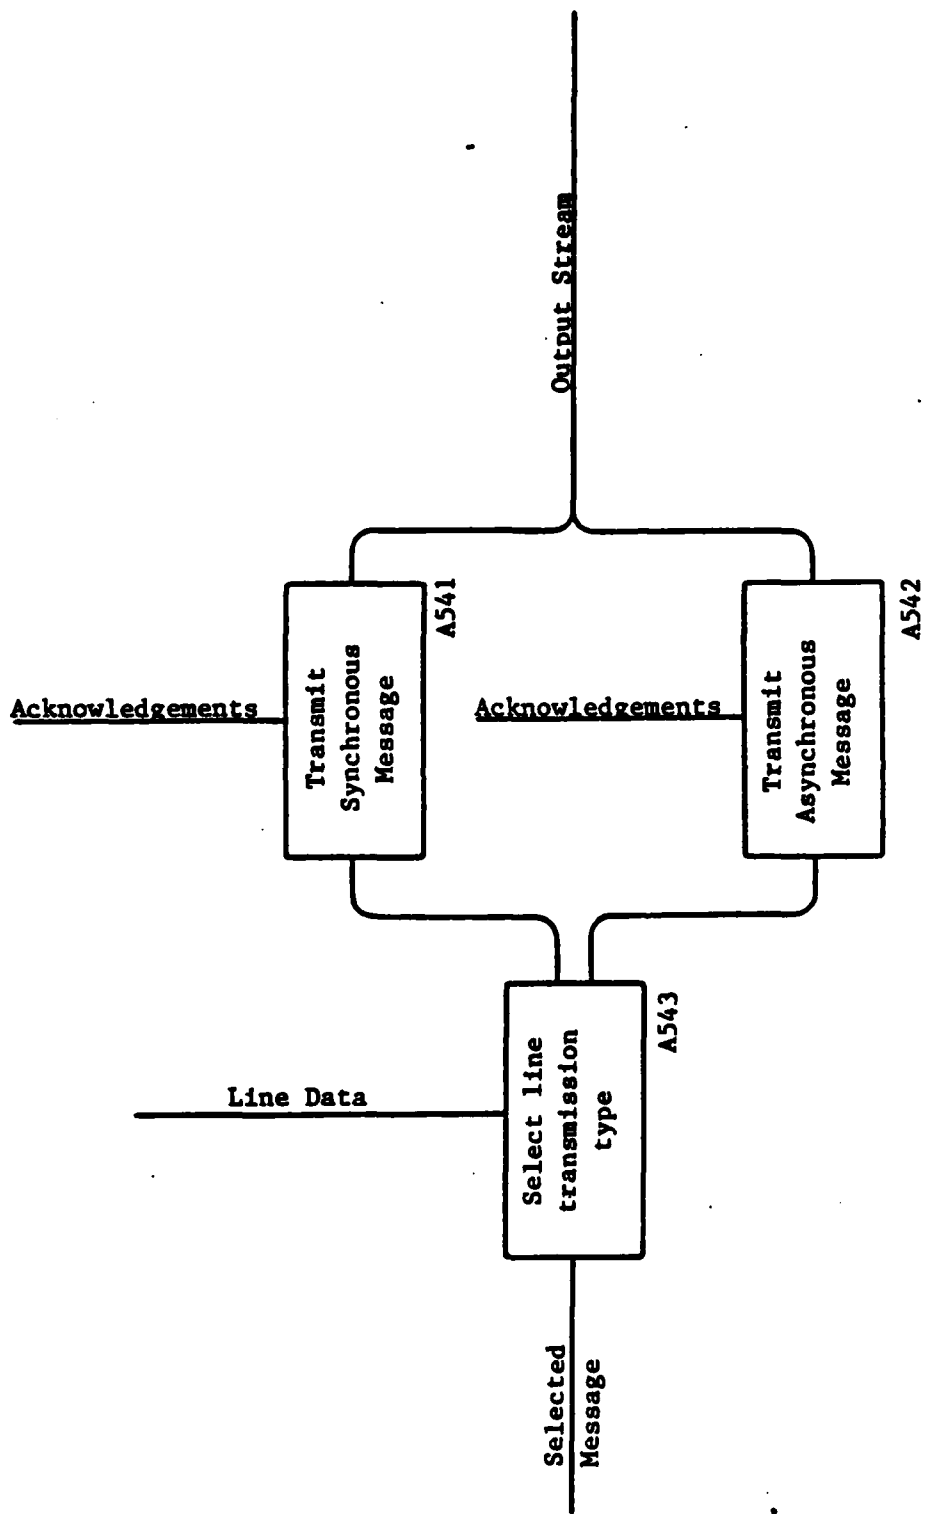 Selected
Message
Line Data
Select line
transmission
type
A543
Acknowledgements
Transmit
Synchronous
Message
A541
Acknowledgements
Transmit
Asynchronous
Message
A542
Output Stream